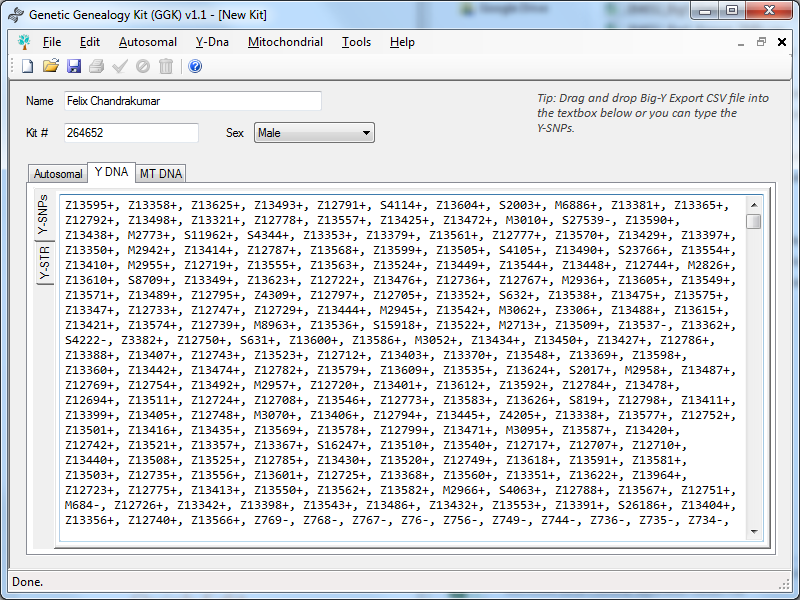 Genetic Genealogy Kit (GGK) v1.1 - [New Kit]
Google Drive
File Edit Autosomal Y-Dna Mitochondrial Tools Help
Name Felix Chandrakumar
Kit # 264652 Sex Male
Tip: Drag and drop Big-Y Export CSV file into
the textbox below or you can type the
Y-SNPs.
Autosomal Y DNA MT DNA
Y-SNPs
Y-STR
Z13595+, Z13358+, Z13625+, Z13493+, Z12791+, S4114+, Z13604+, S2003+, M6886+, Z13381+, Z13365+,
Z12792+, Z13498+, Z13321+, Z12778+, Z13557+, Z13425+, Z13472+, M3010+, S27539-, Z13590+,
Z13438+, M2773+, S11962+, S4344+, Z13353+, Z13379+, Z13561+, Z12777+, Z13570+, Z13429+, Z13397+,
Z13350+, M2942+, Z13414+, Z12787+, Z13568+, Z13599+, Z13505+, S4105+, Z13490+, S23766+, Z13554+,
Z13410+, M2955+, Z12719+, Z13555+, Z13563+, Z13524+, Z13449+, Z13544+, Z13448+, Z12744+, M2826+,
Z13610+, S8709+, Z13349+, Z13623+, Z12722+, Z13476+, Z12736+, Z12767+, M2936+, Z13605+, Z13549+,
Z13571+, Z13489+, Z12795+, Z4309+, Z12797+, Z12705+, Z13352+, S632+, Z13538+, Z13475+, Z13575+,
Z13347+, Z12733+, Z12747+, Z12729+, Z13444+, M2945+, Z13542+, M3062+, Z3306+, Z13488+, Z13615+,
Z13421+, Z13574+, Z12739+, M8963+, Z13536+, S15918+, Z13522+, M2713+, Z13509+, Z13537-, Z13362+,
S4222-, Z3382+, Z12750+, S631+, Z13600+, Z13586+, M3052+, Z13434+, Z13450+, Z13427+, Z12786+,
Z13388+, Z13407+, Z12743+, Z13523+, Z12712+, Z13403+, Z13370+, Z13548+, Z13369+, Z13598+,
Z13360+, Z13442+, Z13474+, Z12782+, Z13579+, Z13609+, Z13535+, Z13624+, S2017+, M2958+, Z13487+,
Z12769+, Z12754+, Z13492+, M2957+, Z12720+, Z13401+, Z13612+, Z13592+, Z12784+, Z13478+,
Z12694+, Z13511+, Z12724+, Z12708+, Z13546+, Z12773+, Z13583+, Z13626+, S819+, Z12798+, Z13411+,
Z13399+, Z13405+, Z12748+, M3070+, Z13406+, Z12794+, Z13445+, Z4205+, Z13338+, Z13577+, Z12752+,
Z13501+, Z13416+, Z13435+, Z13569+, Z13578+, Z12799+, Z13471+, M3095+, Z13587+, Z13420+,
Z12742+, Z13521+, Z13357+, Z13367+, S16247+, Z13510+, Z13540+, Z12717+, Z12707+, Z12710+,
Z13440+, Z13508+, Z13525+, Z12785+, Z13430+, Z13520+, Z12749+, Z13618+, Z13591+, Z13581+,
Z13503+, Z12735+, Z13556+, Z13601+, Z12725+, Z13368+, Z13560+, Z13351+, Z13622+, Z13964+,
Z12723+, Z12775+, Z13413+, Z13550+, Z13562+, Z13582+, M2966+, S4063+, Z12788+, Z13567+, Z12751+,
M684-, Z12726+, Z13342+, Z13398+, Z13543+, Z13486+, Z13432+, Z13553+, Z13391+, S26186+, Z13404+,
Z13356+, Z12740+, Z13566+, Z769-, Z768-, Z767-, Z76-, Z756-, Z749-, Z744-, Z736-, Z735-, Z734-,
Done.